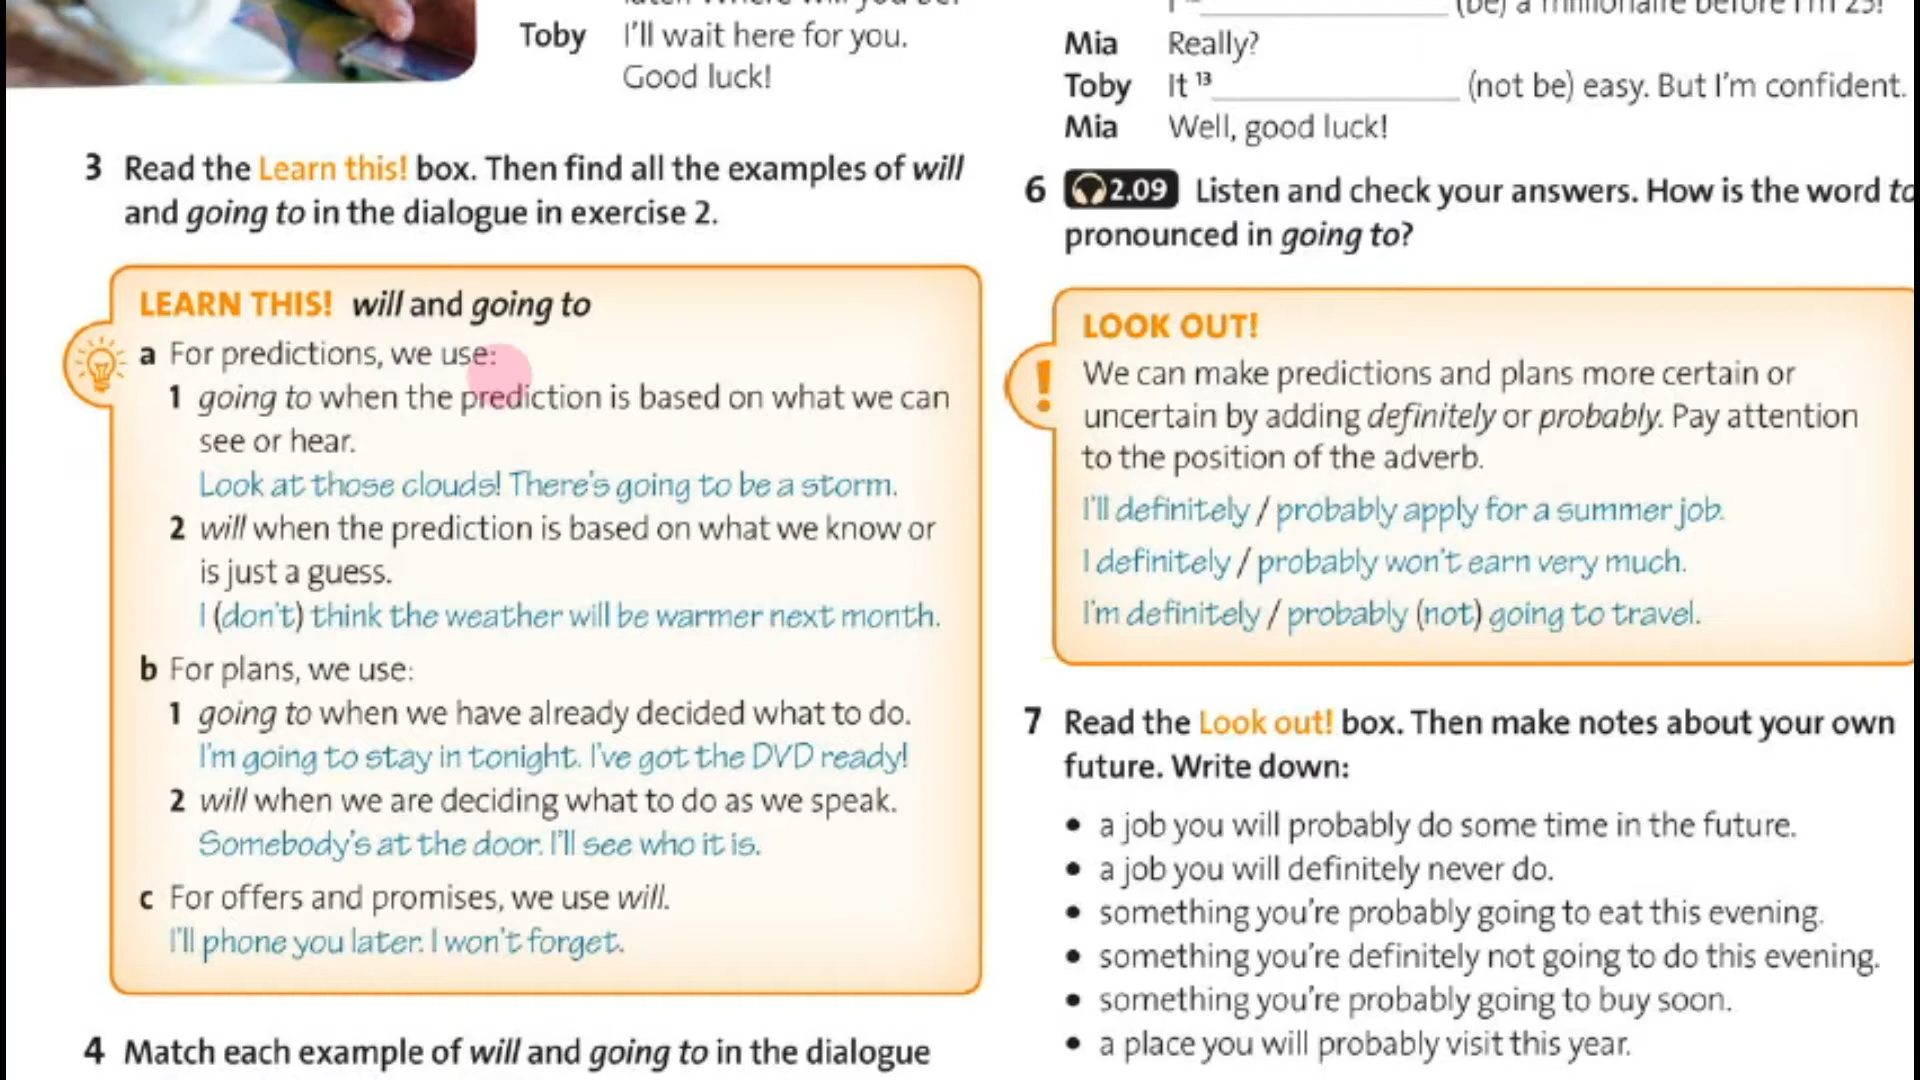 later. Where will you be?
Toby I'll wait here for you.
Good luck!
3 Read the Learn this! box. Then find all the examples of will
and going to in the dialogue in exercise 2.
LEARN THIS! will and going to
a For predictions, we use:
1 going to when the prediction is based on what we can
see or hear.
Look at those clouds! There's going to be a storm.
2 will when the prediction is based on what we know or
is just a guess.
I (don't) think the weather will be warmer next month.
b For plans, we use:
1 going to when we have already decided what to do.
I'm going to stay in tonight. I've got the DVD ready!
2 will when we are deciding what to do as we speak.
Somebody's at the door. I'll see who it is.
c For offers and promises, we use will.
I'll phone you later. I won't forget.
4 Match each example of will and going to in the dialogue
I ____________ (be) a millionaire before I'm 25!
Mia Really?
Toby It 13 ____________ (not be) easy. But I'm confident.
Mia Well, good luck!
6 2.09 Listen and check your answers. How is the word to
pronounced in going to?
LOOK OUT!
! We can make predictions and plans more certain or
uncertain by adding definitely or probably. Pay attention
to the position of the adverb.
I'll definitely / probably apply for a summer job.
I definitely / probably won't earn very much.
I'm definitely / probably (not) going to travel.
7 Read the Look out! box. Then make notes about your own
future. Write down:
• a job you will probably do some time in the future.
• a job you will definitely never do.
• something you're probably going to eat this evening.
• something you're definitely not going to do this evening.
• something you're probably going to buy soon.
• a place you will probably visit this year.